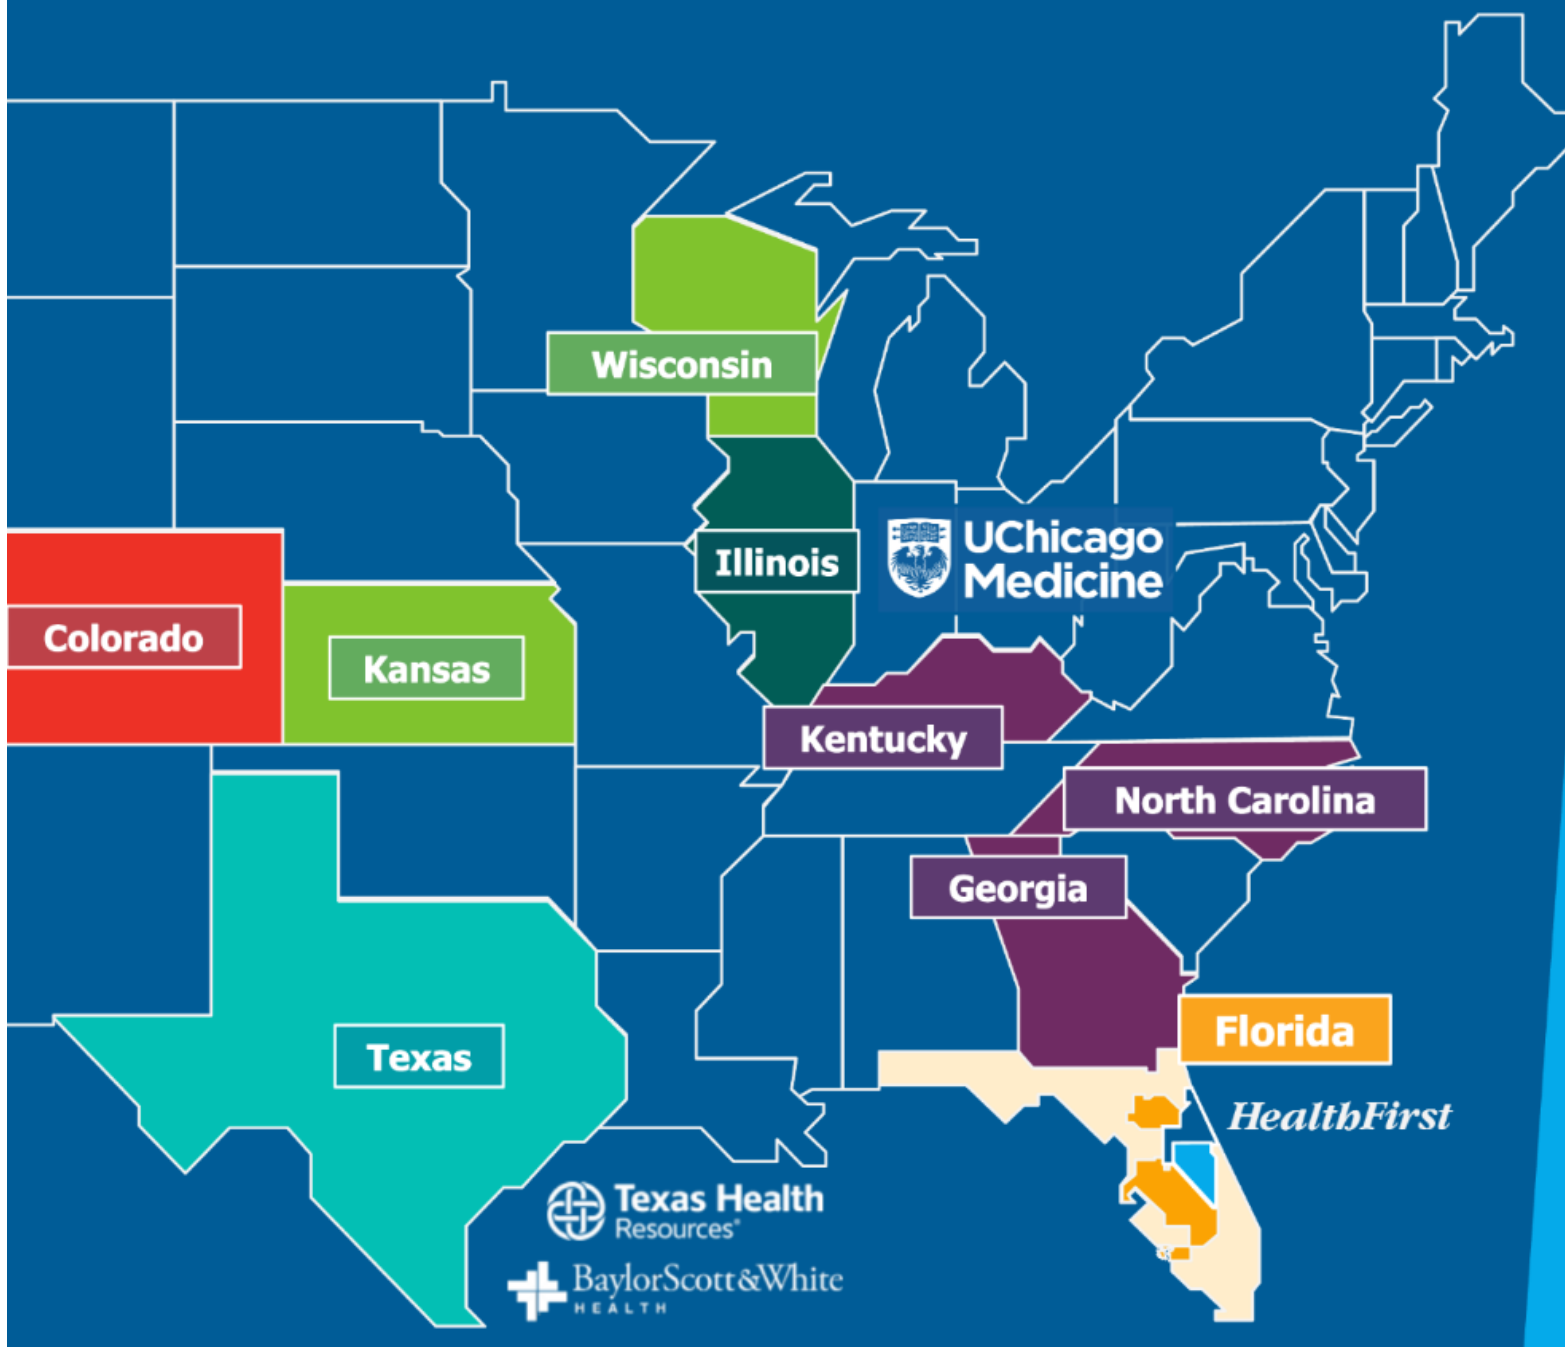 Wisconsin
UChicago
Medicine
Illinois
Colorado
Kansas
Kentucky
North Carolina
Georgia
Florida
Texas
HealthFirst
Texas Health
Resources®
BaylorScott&White
HEALTH